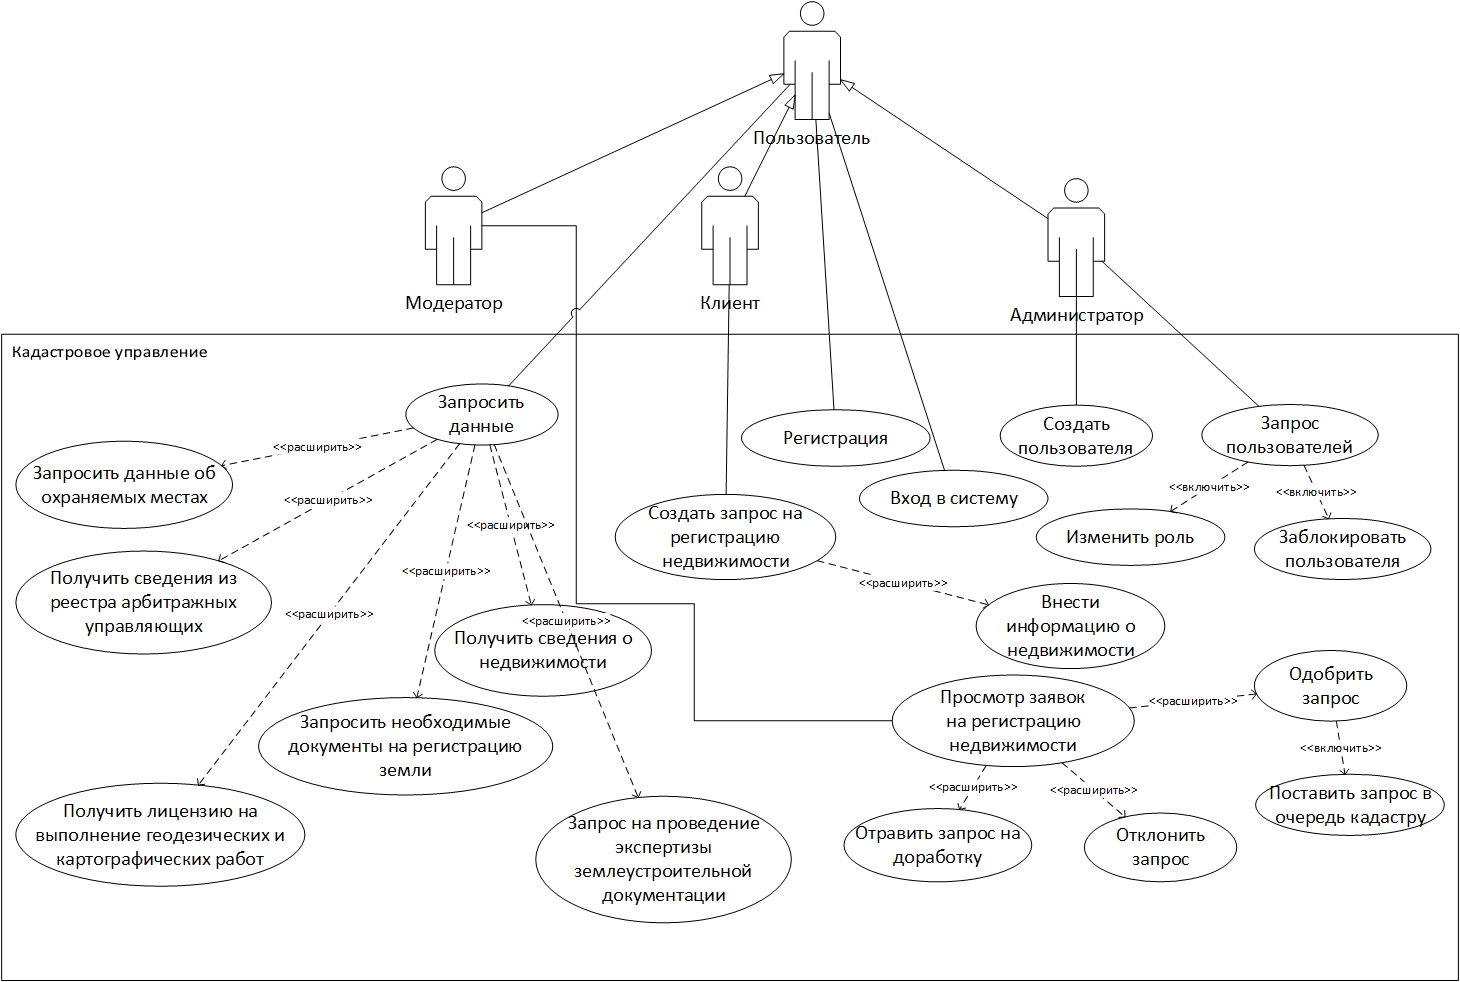 Пользователь
Модератор
Клиент
Администратор
Кадастровое управление
Запросить
данные
Регистрация
Создать
пользователя
Запрос
пользователей
<<расширить>>
Запросить данные об
охраняемых местах
<<расширить>>
Вход в систему
<<включить>>
<<включить>>
Создать запрос на
регистрацию
недвижимости
<<расширить>>
Изменить роль
Заблокировать
пользователя
Получить сведения из
реестра арбитражных
управляющих
<<расширить>>
<<расширить>>
<<расширить>>
<<расширить>>
Внести
информацию о
недвижимости
Получить сведения о
недвижимости
Просмотр заявок
на регистрацию
недвижимости
<<расширить>>
Одобрить
запрос
Запросить необходимые
документы на регистрацию
земли
<<включить>>
<<расширить>>
<<расширить>>
Поставить запрос в
очередь кадастру
Получить лицензию на
выполнение геодезических и
картографических работ
Запрос на проведение
экспертизы
землеустроительной
документации
Отравить запрос на
доработку
Отклонить
запрос